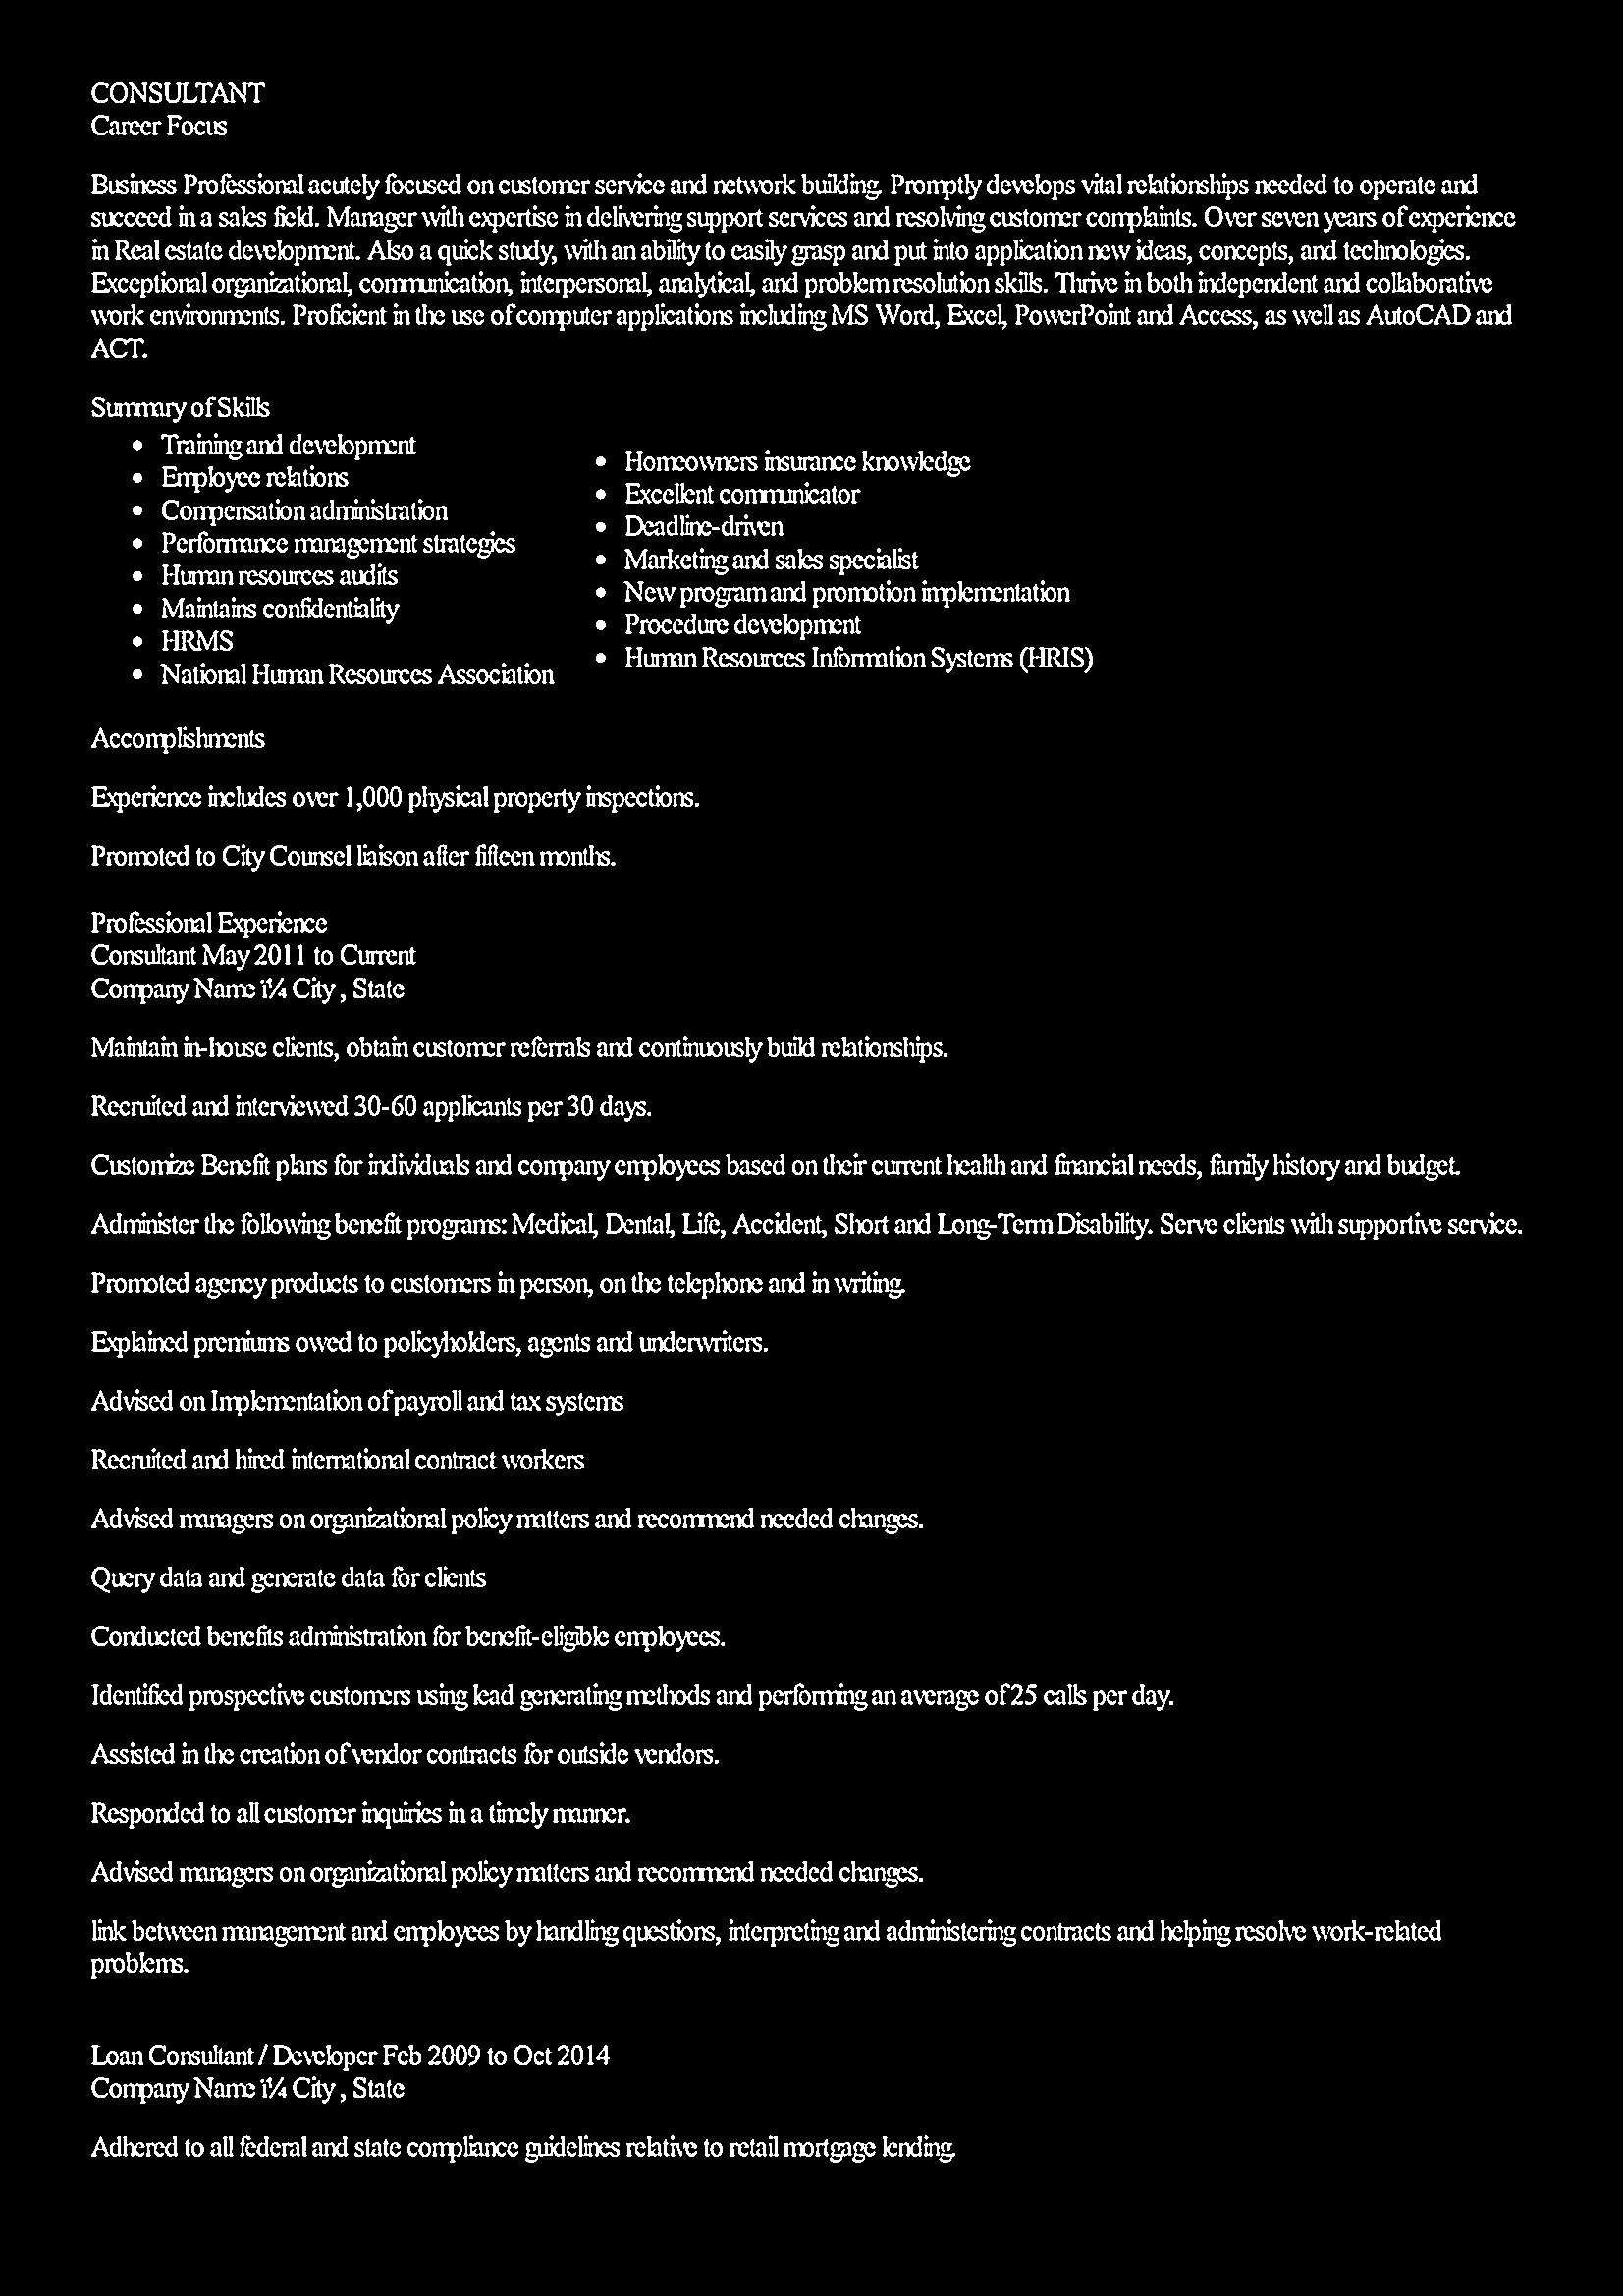 CONSULTANT
Career Focus
Business Professional acutely focused on customer service and network building. Promptly develops vital relationships needed to operate and
succeed in a sales field. Manager with expertise in delivering support services and resolving customer complaints. Over seven years of experience
in Real estate development. Also a quick study, with an ability to easily grasp and put into application new ideas, concepts, and technologies.
Exceptional organizational, communication, interpersonal, analytical, and problem resolution skills. Thrive in both independent and collaborative
work environments. Proficient in the use of computer applications including MS Word, Excel, PowerPoint and Access, as well as AutoCAD and
ACT.
Summary of Skills
• Training and development
• Employee relations
• Compensation administration
• Performance management strategies
• Human resources audits
• Maintains confidentiality
• HRMS
• National Human Resources Association
• Homeowners insurance knowledge
• Excellent communicator
• Deadline-driven
• Marketing and sales specialist
• New program and promotion implementation
• Procedure development
• Human Resources Information Systems (HRIS)
Accomplishments
Experience includes over 1,000 physical property inspections.
Promoted to City Counsel liaison after fifteen months.
Professional Experience
Consultant May 2011 to Current
Company Name ï¼ City , State
Maintain in-house clients, obtain customer referrals and continuously build relationships.
Recruited and interviewed 30-60 applicants per 30 days.
Customize Benefit plans for individuals and company employees based on their current health and financial needs, family history and budget.
Administer the following benefit programs: Medical, Dental, Life, Accident, Short and Long-Term Disability. Serve clients with supportive service.
Promoted agency products to customers in person, on the telephone and in writing.
Explained premiums owed to policyholders, agents and underwriters.
Advised on Implementation of payroll and tax systems
Recruited and hired international contract workers
Advised managers on organizational policy matters and recommend needed changes.
Query data and generate data for clients
Conducted benefits administration for benefit-eligible employees.
Identified prospective customers using lead generating methods and performing an average of 25 calls per day.
Assisted in the creation of vendor contracts for outside vendors.
Responded to all customer inquiries in a timely manner.
Advised managers on organizational policy matters and recommend needed changes.
link between management and employees by handling questions, interpreting and administering contracts and helping resolve work-related
problems.
Loan Consultant / Developer Feb 2009 to Oct 2014
Company Name ï¼ City , State
Adhered to all federal and state compliance guidelines relative to retail mortgage lending.